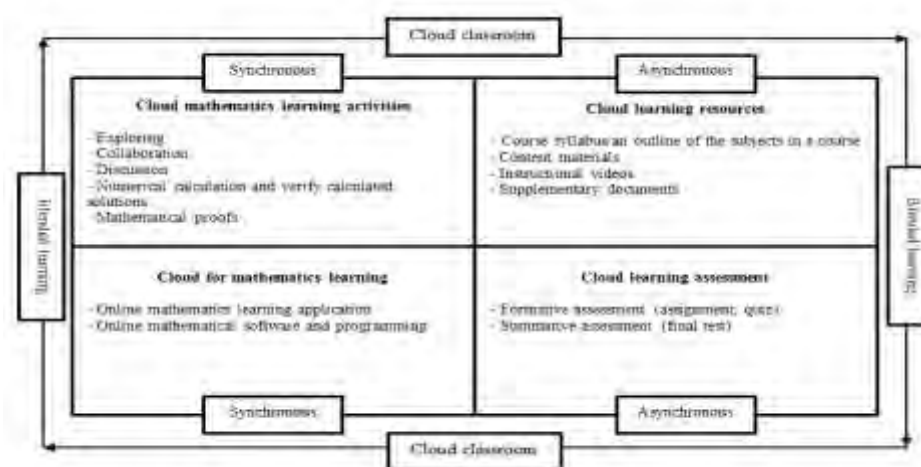 Cloud classroom
Synchronous
Asynchronous
Cloud mathematics learning activities
- Exploring
- Collaboration
- Discussion
- Numerical calculation and verify calculated
solutions
- Mathematical proofs
Cloud learning resources
- Course syllabus an outline of the subjects in a course
- Content materials
- Instructional videos
- Supplementary documents
Blended learning
Blended learning
Cloud for mathematics learning
- Online mathematics learning application
- Online mathematical software and programming
Cloud learning assessment
- Formative assessment (assignment, quiz)
- Summative assessment (final test)
Synchronous
Asynchronous
Cloud classroom